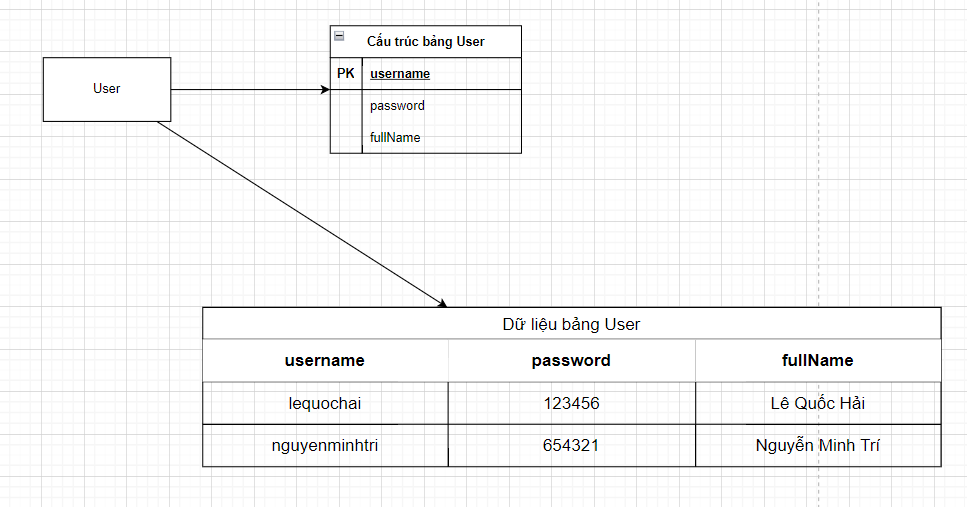 Cấu trúc bảng User
User
PK username
password
fullName
Dữ liệu bảng User
username password fullName
lequochai 123456 Lê Quốc Hải
nguyenminhtri 654321 Nguyễn Minh Trí